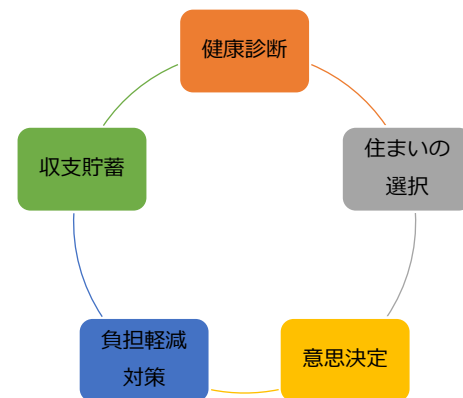 健康診断
住まいの
選択
意思決定
負担軽減
対策
収支貯蓄